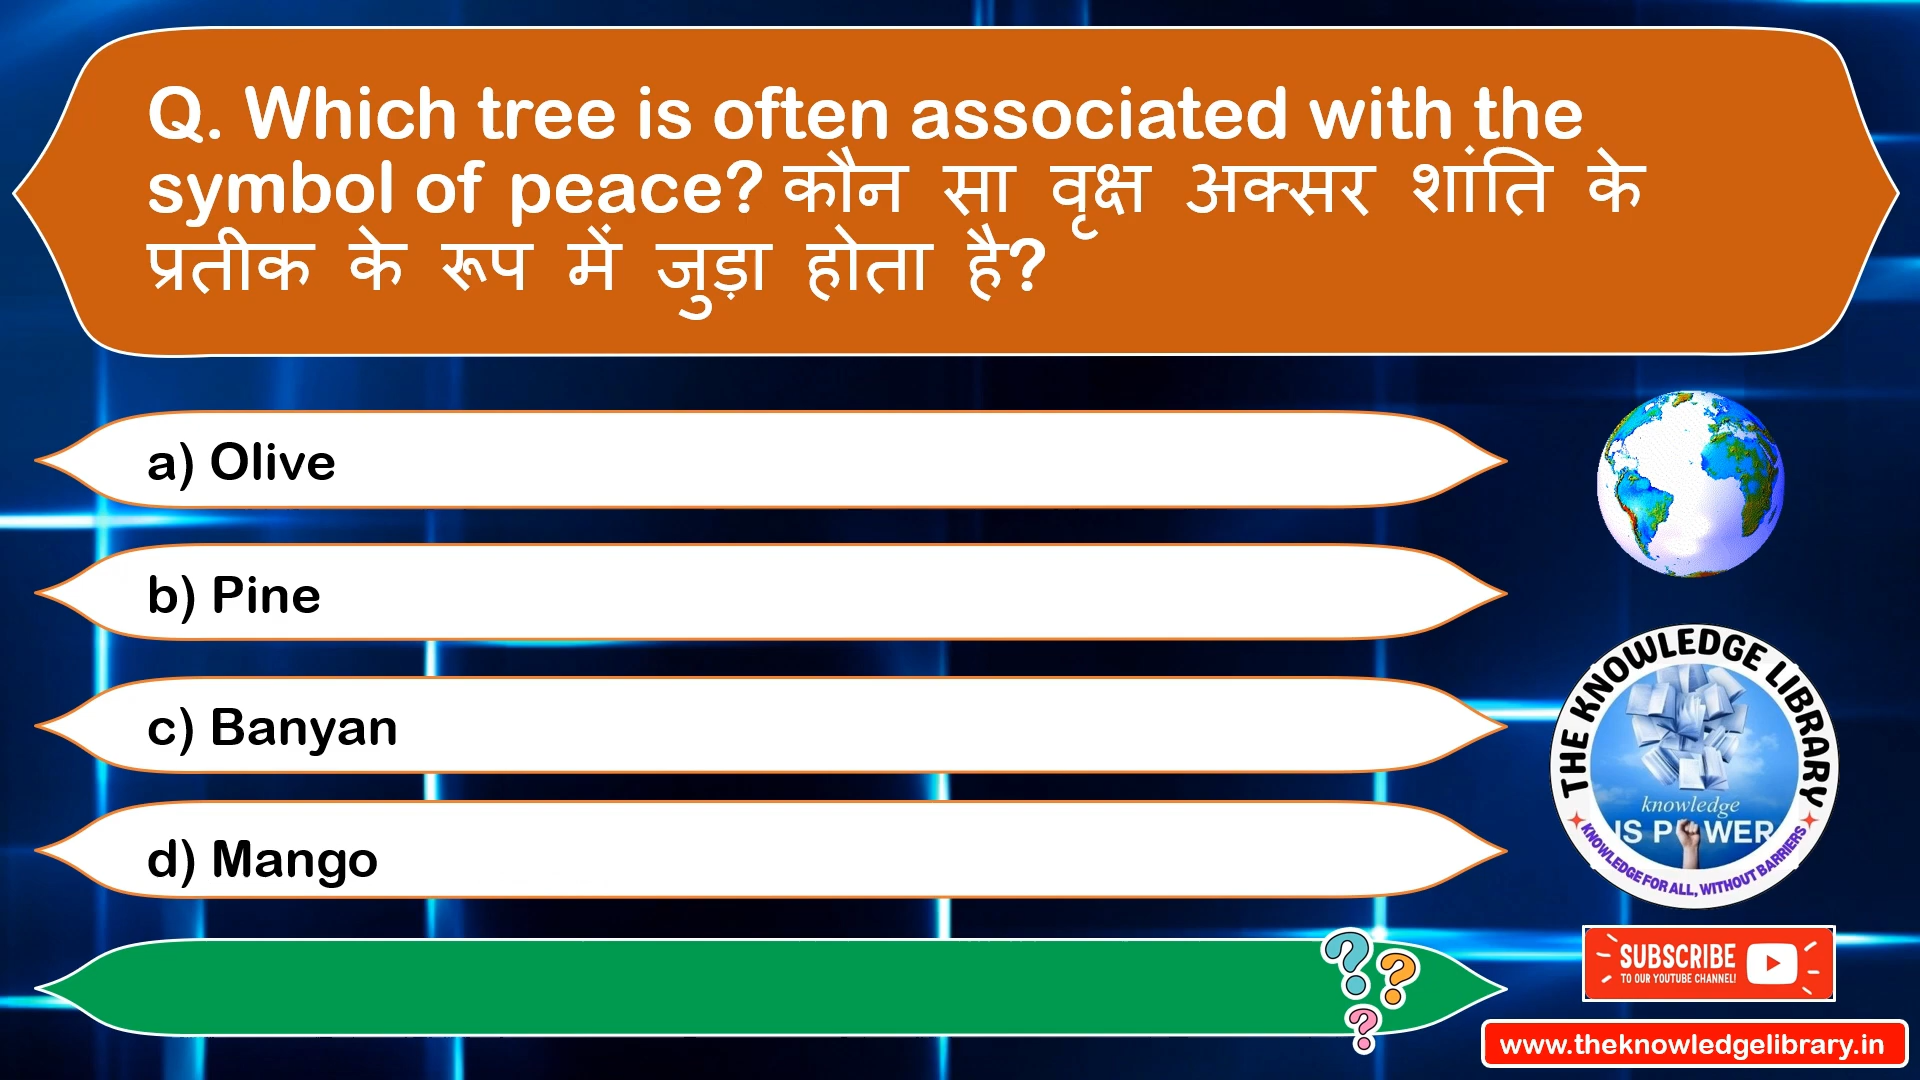 Q. Which tree is often associated with the
symbol of peace? कौन सा वृक्ष अक्सर शांति के
प्रतीक के रूप में जुड़ा होता है?
a) Olive
b) Pine
c) Banyan
d) Mango
THE KNOWLEDGE LIBRARY
knowledge
IS POWER
KNOWLEDGE FOR ALL, WITHOUT BARRIERS
SUBSCRIBE
TO OUR YOUTUBE CHANNEL!
www.theknowledgelibrary.in